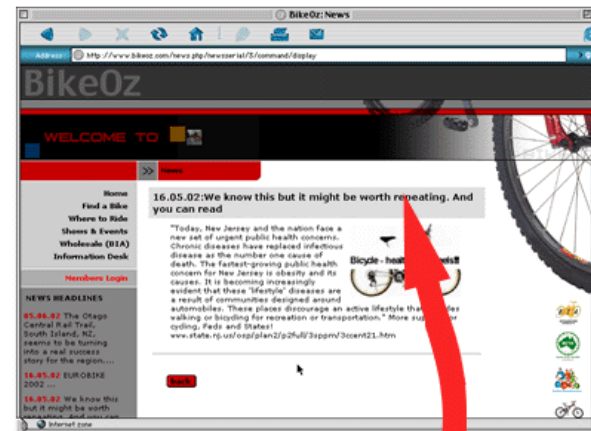 BikeOz: News
Address http://www.bikeoz.com/news.php/newsserial/3/command/display
BikeOz
WELCOME TO
>> News
Home
Find a Bike
Where to Ride
Shows & Events
Wholesale (BIA)
Information Desk
Members Login
NEWS HEADLINES
05.06.02 The Otago
Central Rail Trail,
South Island, NZ,
seems to be turning
into a real success
story for the region....
16.05.02 EUROBIKE
2002 ...
16.05.02 We know this
but it might be worth
repeating. And you can
16.05.02:We know this but it might be worth repeating. And
you can read
"Today, New Jersey and the nation face a
new set of urgent public health concerns.
Chronic diseases have replaced infectious
disease as the number one cause of
death. The fastest-growing public health
concern for New Jersey is obesity and its
causes. It is becoming increasingly
evident that these 'lifestyle' diseases are
a result of communities designed around
automobiles. These places discourage an active lifestyle that
walking or bicycling for recreation or transportation." More
cycling, Feds and States!
www.state.nj.us/osp/plan2/p2full/3sppm/3ccent21.htm
Bicycle - heal
back
Internet zone